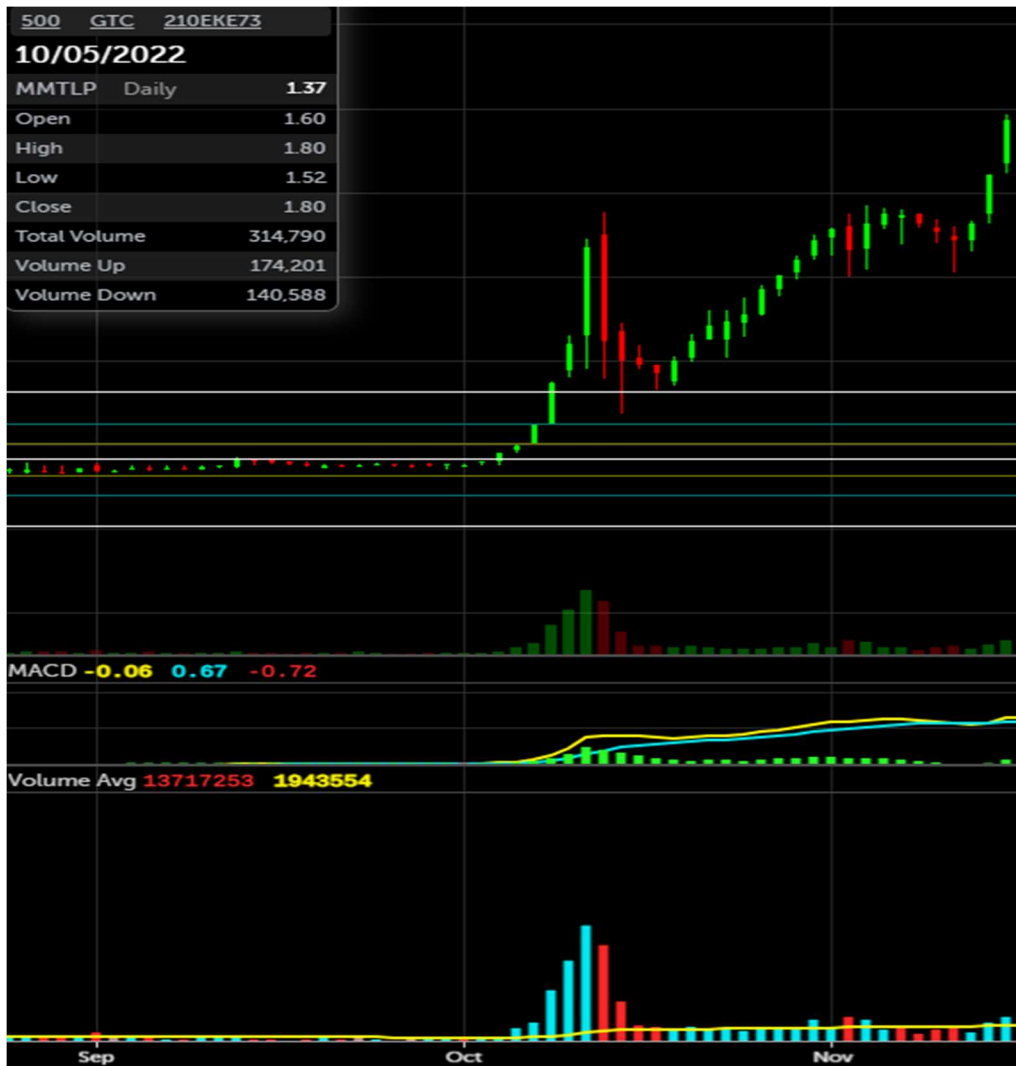 500 GTC 210EKE73
10/05/2022
MMTLP Daily 1.37
Open 1.60
High 1.80
Low 1.52
Close 1.80
Total Volume 314,790
Volume Up 174,201
Volume Down 140,588
MACD -0.06 0.67 -0.72
Volume Avg 13717253 1943554
Sep Oct Nov